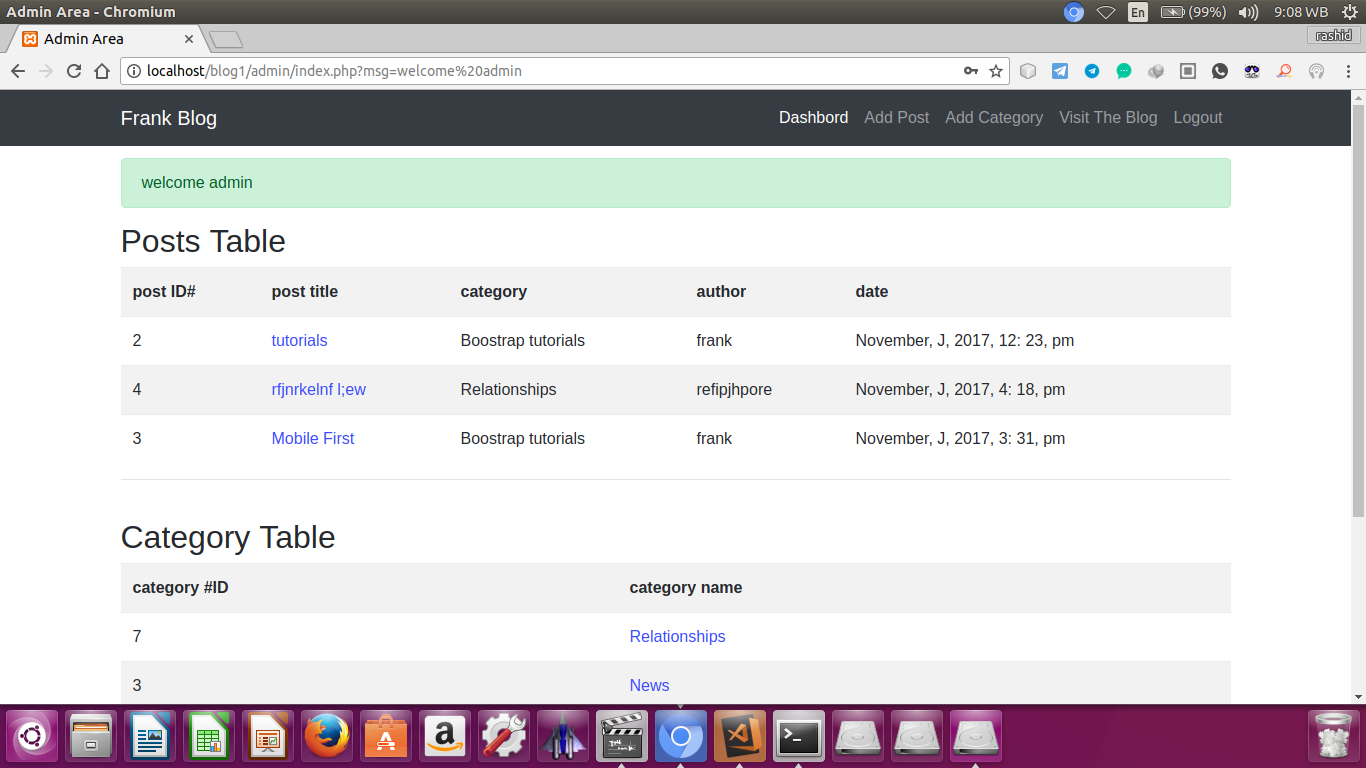 Admin Area - Chromium
En
(99%)
9:08 WB
Admin Area
rashid
localhost/blog1/admin/index.php?msg=welcome%20admin
Frank Blog
Dashbord Add Post Add Category Visit The Blog Logout
welcome admin
Posts Table
post ID# post title category author date
2 tutorials Boostrap tutorials frank November, J, 2017, 12: 23, pm
4 rfjnrkelnf l;ew Relationships refipjhpore November, J, 2017, 4: 18, pm
3 Mobile First Boostrap tutorials frank November, J, 2017, 3: 31, pm
Category Table
category #ID category name
7 Relationships
3 News